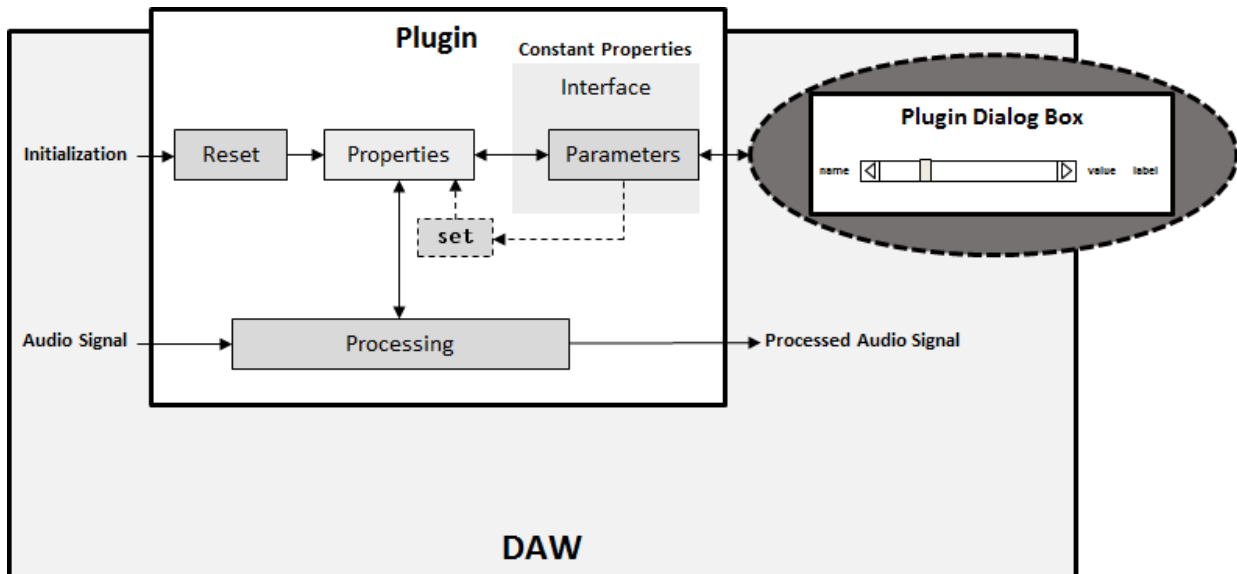 Plugin
Constant Properties
Interface
Plugin Dialog Box
Initialization
Reset
Properties
Parameters
name
value
label
set
Audio Signal
Processing
Processed Audio Signal
DAW